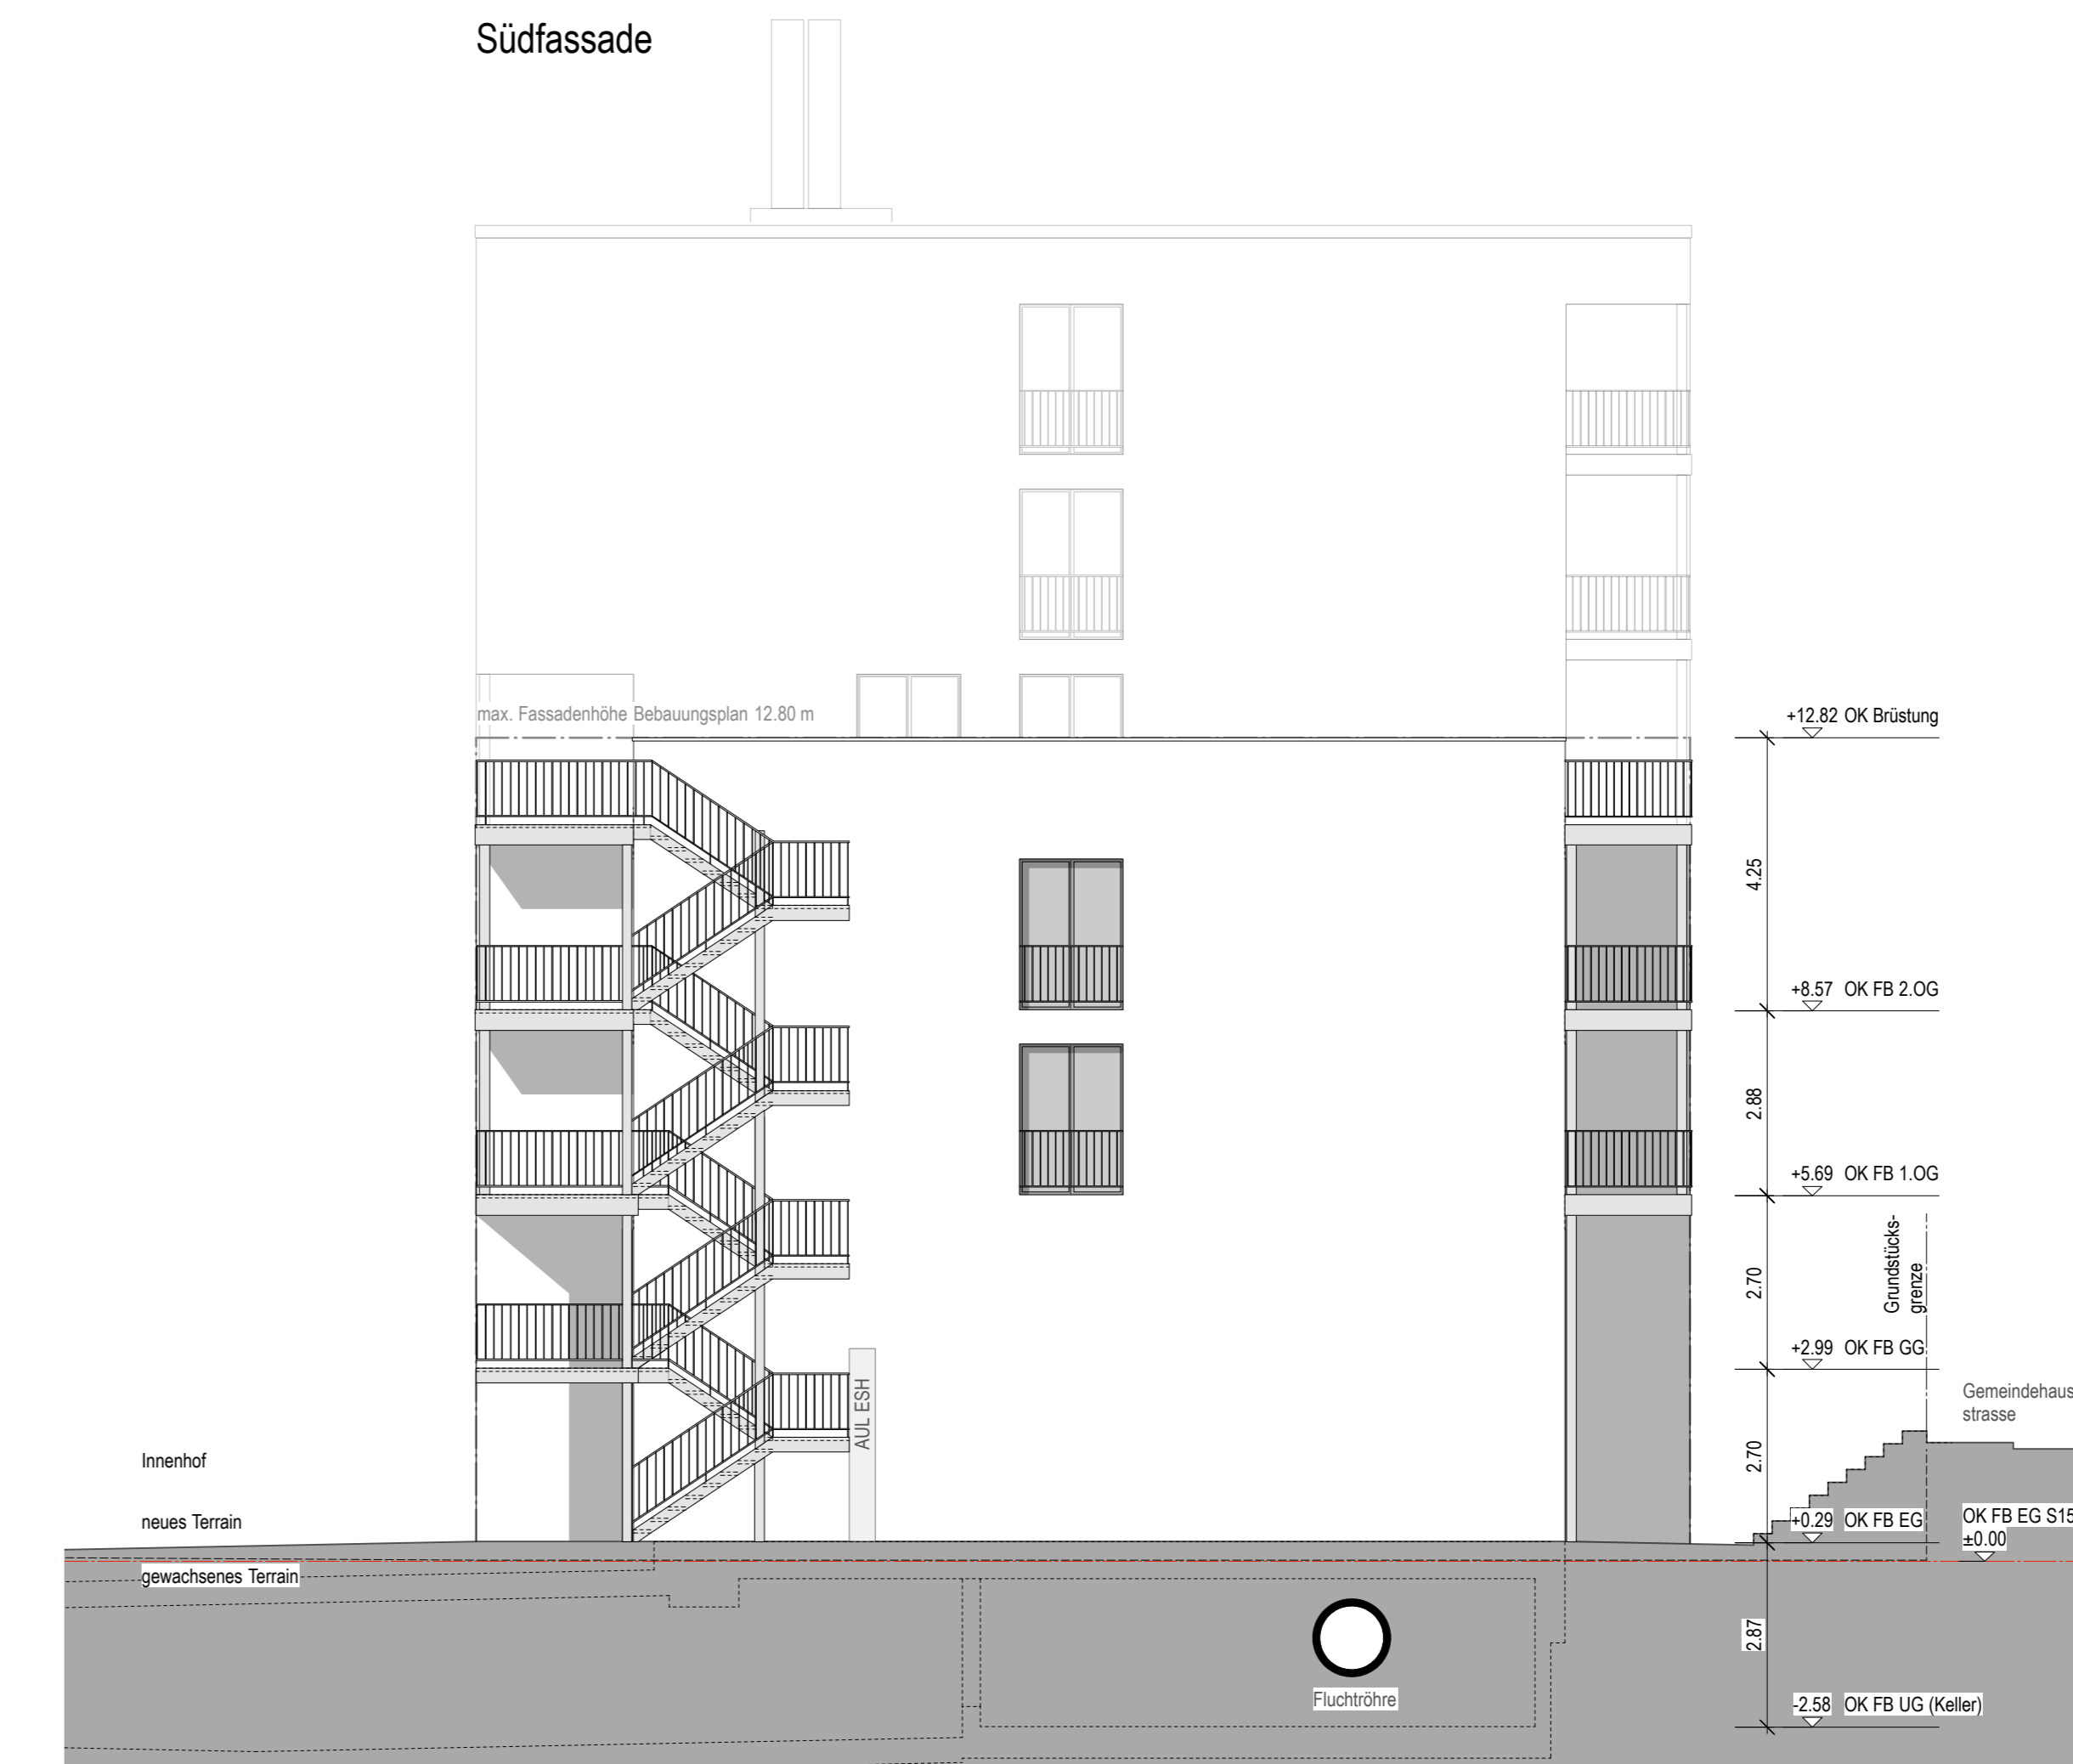 Südfassade
max. Fassadenhöhe Bebauungsplan 12.80 m
+12.82 OK Brüstung
4.25
+8.57 OK FB 2.OG
2.88
+5.69 OK FB 1.OG
Grundstücks-
grenze
2.70
+2.99 OK FB GG
Gemeindehaus
strasse
AUL ESH
2.70
Innenhof
neues Terrain
+0.29 OK FB EG
OK FB EG S15
±0.00
gewachsenes Terrain
2.87
Fluchtröhre
-2.58 OK FB UG (Keller)